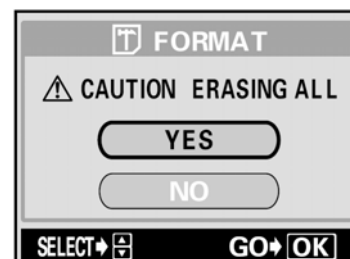 FORMAT
CAUTION ERASING ALL
YES
NO
SELECT GO OK